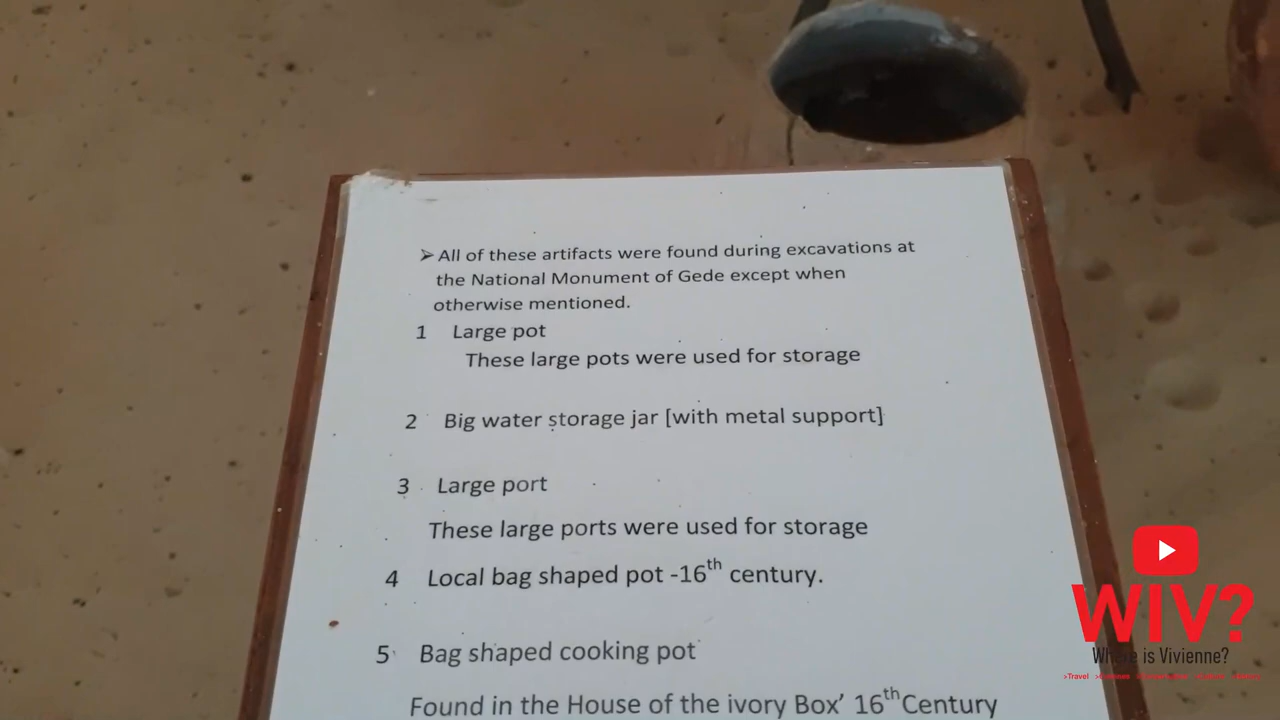 ➢ All of these artifacts were found during excavations at
the National Monument of Gede except when
otherwise mentioned.
1 Large pot
These large pots were used for storage
2 Big water storage jar [with metal support]
3 Large port
These large ports were used for storage
4 Local bag shaped pot -16th century.
5 Bag shaped cooking pot
Found in the House of the ivory Box' 16th Century
WIV?
Where is Vivienne?
>Travel